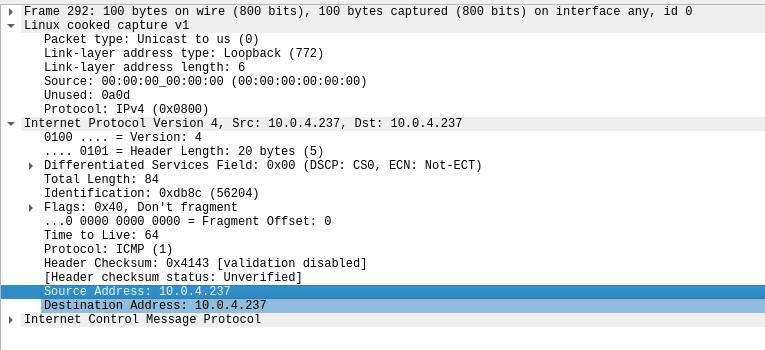 Frame 292: 100 bytes on wire (800 bits), 100 bytes captured (800 bits) on interface any, id 0
Linux cooked capture v1
Packet type: Unicast to us (0)
Link-layer address type: Loopback (772)
Link-layer address length: 6
Source: 00:00:00_00:00:00 (00:00:00:00:00:00)
Unused: 0a0d
Protocol: IPv4 (0x0800)
Internet Protocol Version 4, Src: 10.0.4.237, Dst: 10.0.4.237
0100 .... = Version: 4
.... 0101 = Header Length: 20 bytes (5)
Differentiated Services Field: 0x00 (DSCP: CS0, ECN: Not-ECT)
Total Length: 84
Identification: 0xdb8c (56204)
Flags: 0x40, Don't fragment
...0 0000 0000 0000 = Fragment Offset: 0
Time to Live: 64
Protocol: ICMP (1)
Header Checksum: 0x4143 [validation disabled]
[Header checksum status: Unverified]
Source Address: 10.0.4.237
Destination Address: 10.0.4.237
Internet Control Message Protocol